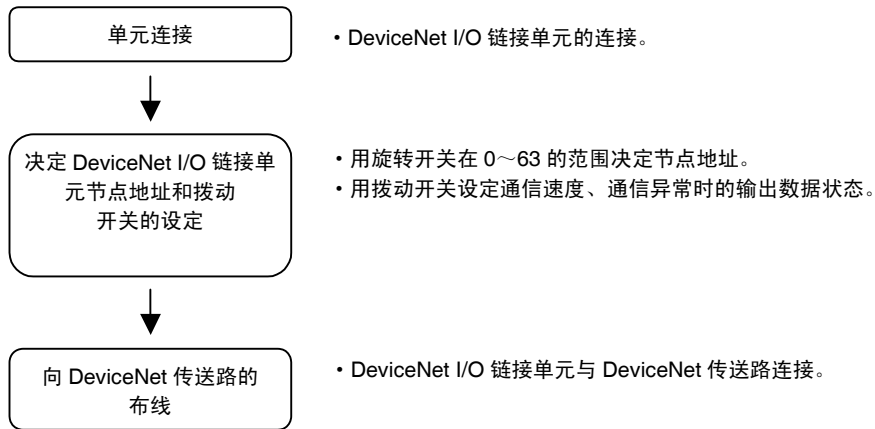 单元连接
・DeviceNet I/O 链接单元的连接。
决定 DeviceNet I/O 链接单
元节点地址和拨动
开关的设定
・用旋转开关在 0～63 的范围决定节点地址。
・用拨动开关设定通信速度、通信异常时的输出数据状态。
向 DeviceNet 传送路的
布线
・DeviceNet I/O 链接单元与 DeviceNet 传送路连接。